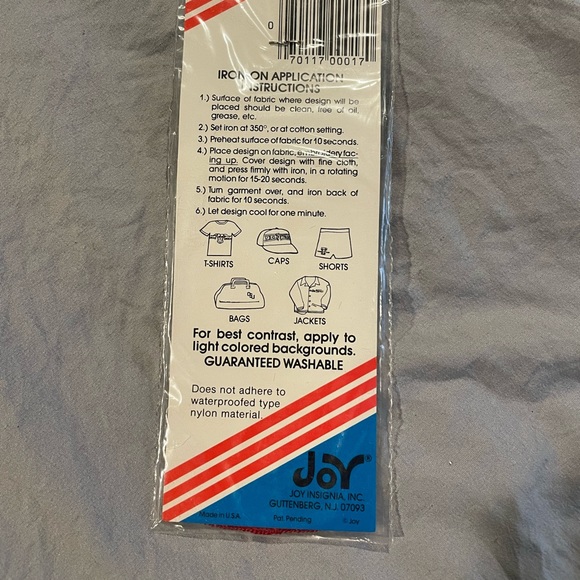 0
70117 00017
IRON-ON APPLICATION
INSTRUCTIONS
1.) Surface of fabric where design will be
placed should be clean, free of oil,
grease, etc.
2.) Set iron at 350°, or at cotton setting.
3.) Preheat surface of fabric for 10 seconds.
4.) Place design on fabric, embroidery fac-
ing up. Cover design with fine cloth,
and press firmly with iron, in a rotating
motion for 15-20 seconds.
5.) Turn garment over, and iron back of
fabric for 10 seconds.
6.) Let design cool for one minute.
T-SHIRTS CAPS SHORTS
BAGS JACKETS
For best contrast, apply to
light colored backgrounds.
GUARANTEED WASHABLE
Does not adhere to
waterproofed type
nylon material.
JOY®
JOY INSIGNIA, INC.
GUTTENBERG, N.J. 07093
Made in U.S.A. Pat. Pending © Joy